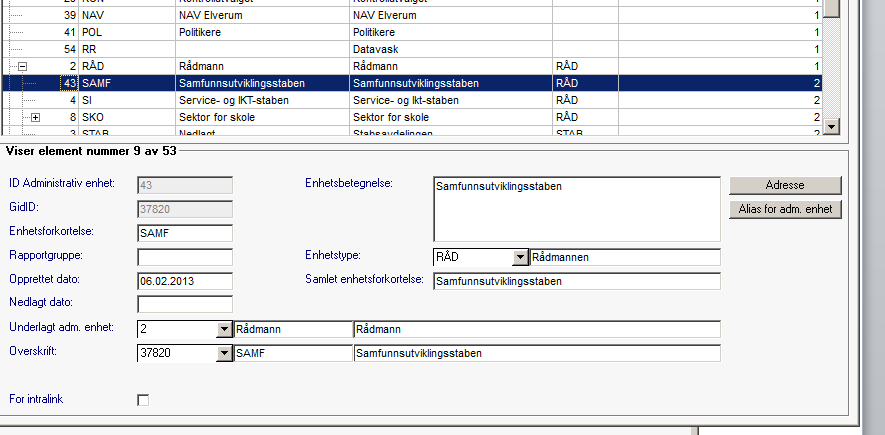 39 NAV NAV Elverum NAV Elverum 1
41 POL Politikere Politikere 1
54 RR Datavask 1
2 RÅD Rådmann Rådmann RÅD 1
43 SAMF Samfunnsutviklingsstaben Samfunnsutviklingsstaben RÅD 2
4 SI Service- og IKT-staben Service- og Ikt-staben RÅD 2
8 SKO Sektor for skole Sektor for skole RÅD 2
3 STAB Nedlagt Stabsavdelingen STAB 2
Viser element nummer 9 av 53
ID Administrativ enhet: 43 Enhetsbetegnelse: Samfunnsutviklingsstaben Adresse
GidID: 37820 Alias for adm. enhet
Enhetsforkortelse: SAMF
Rapportgruppe: Enhetstype: RÅD Rådmannen
Opprettet dato: 06.02.2013 Samlet enhetsforkortelse: Samfunnsutviklingsstaben
Nedlagt dato:
Underlagt adm. enhet: 2 Rådmann Rådmann
Overskrift: 37820 SAMF Samfunnsutviklingsstaben
For intralink